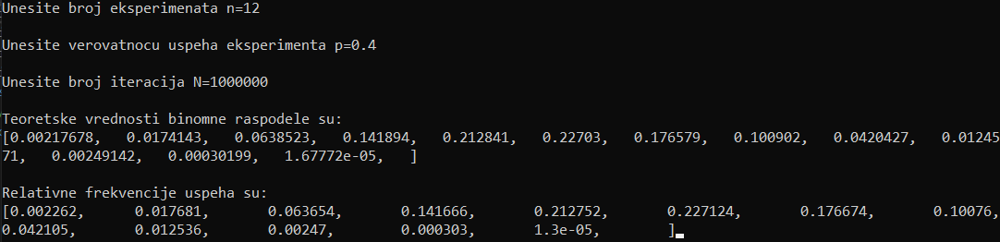 Unesite broj eksperimenata n=12
Unesite verovatnocu uspeha eksperimenta p=0.4
Unesite broj iteracija N=1000000
Teoretske vrednosti binomne raspodele su:
[0.00217678,   0.0174143,   0.0638523,   0.141894,   0.212841,   0.22703,   0.176579,   0.100902,   0.0420427,   0.01245
71,   0.00249142,   0.00030199,   1.67772e-05,   ]
Relativne frekvencije uspeha su:
[0.002262,      0.017681,       0.063654,       0.141666,       0.212752,       0.227124,       0.176674,       0.10076,
0.042105,       0.012536,       0.00247,        0.000303,       1.3e-05,        ]